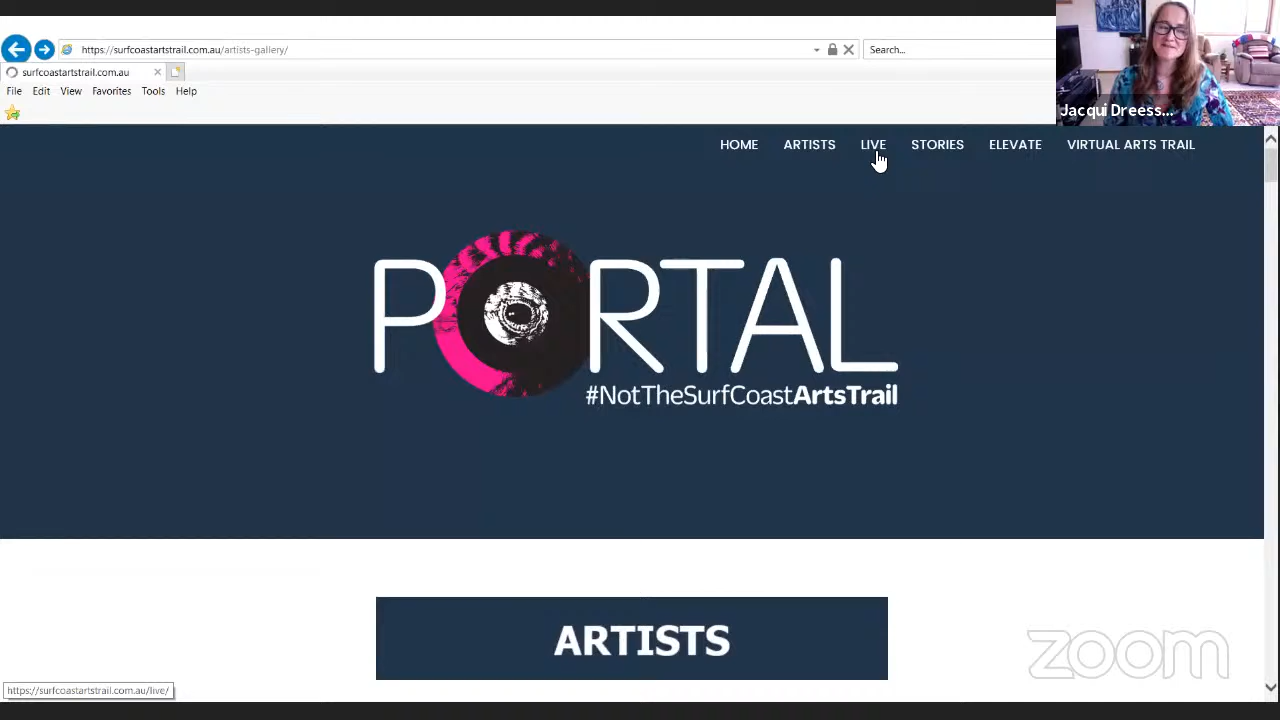 https://surfcoastartstrail.com.au/artists-gallery/
Search...
surfcoastartstrail.com.au
File Edit View Favorites Tools Help
Jacqui Dreess...
HOME ARTISTS LIVE STORIES ELEVATE VIRTUAL ARTS TRAIL
PORTAL
#NotTheSurfCoastArtsTrail
ARTISTS
zoom
https://surfcoastartstrail.com.au/live/